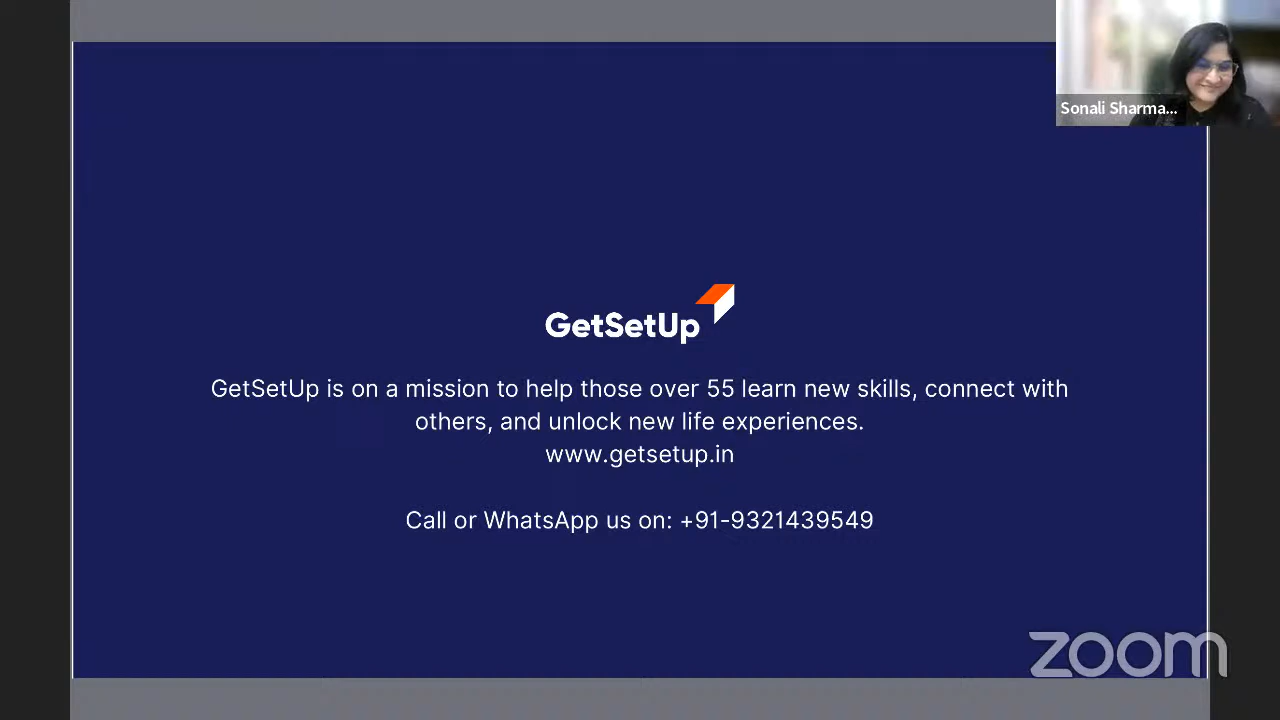 Sonali Sharma...
GetSetUp
GetSetUp is on a mission to help those over 55 learn new skills, connect with
others, and unlock new life experiences.
www.getsetup.in
Call or WhatsApp us on: +91-9321439549
zoom